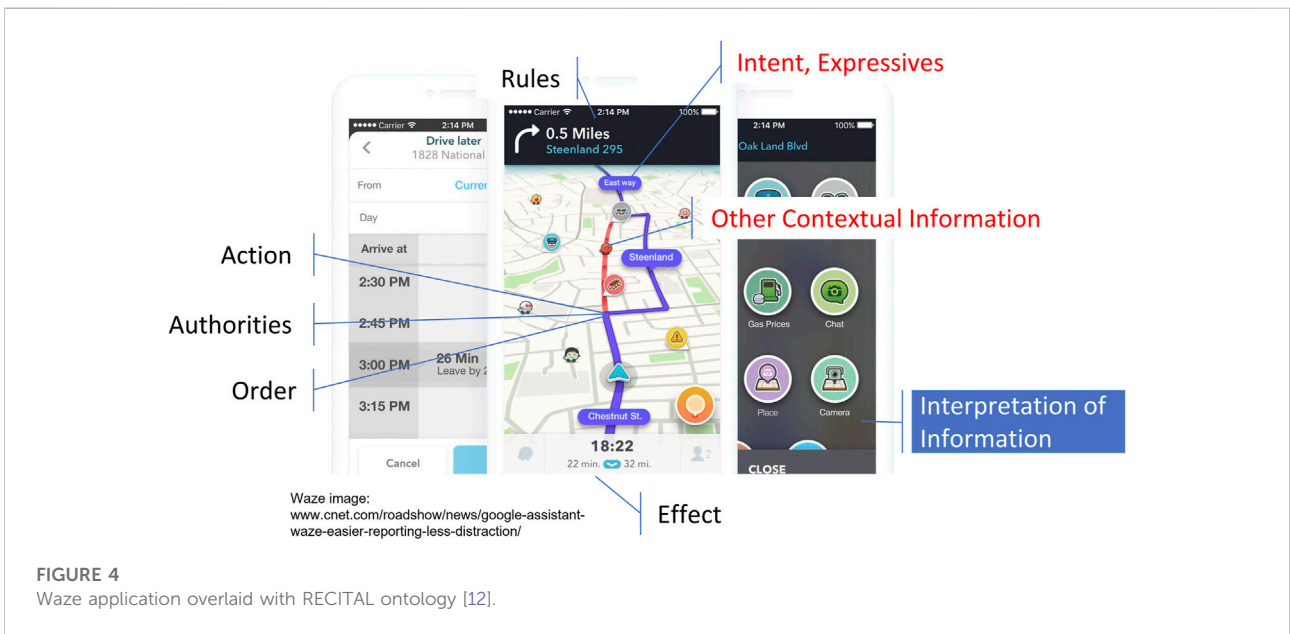 Intent, Expressives
Rules
Carrier 2:14 PM
Drive later
1828 National
From Curre
Day
Arrive at
2:30 PM
2:45 PM
3:00 PM 26 Min
Leave by 2
3:15 PM
Cancel
Carrier 2:14 PM 100%
0.5 Miles
Steenland 295
East way
Steenland
Chestnut St.
18:22
22 min. 32 mi.
2
2:14 PM 100%
Oak Land Blvd
Gas Prices Chat
Place Camera
CLOSE
Other Contextual Information
Action
Authorities
Order
Interpretation of
Information
Effect
Waze image:
www.cnet.com/roadshow/news/google-assistant-
waze-easier-reporting-less-distraction/
FIGURE 4
Waze application overlaid with RECITAL ontology [12].